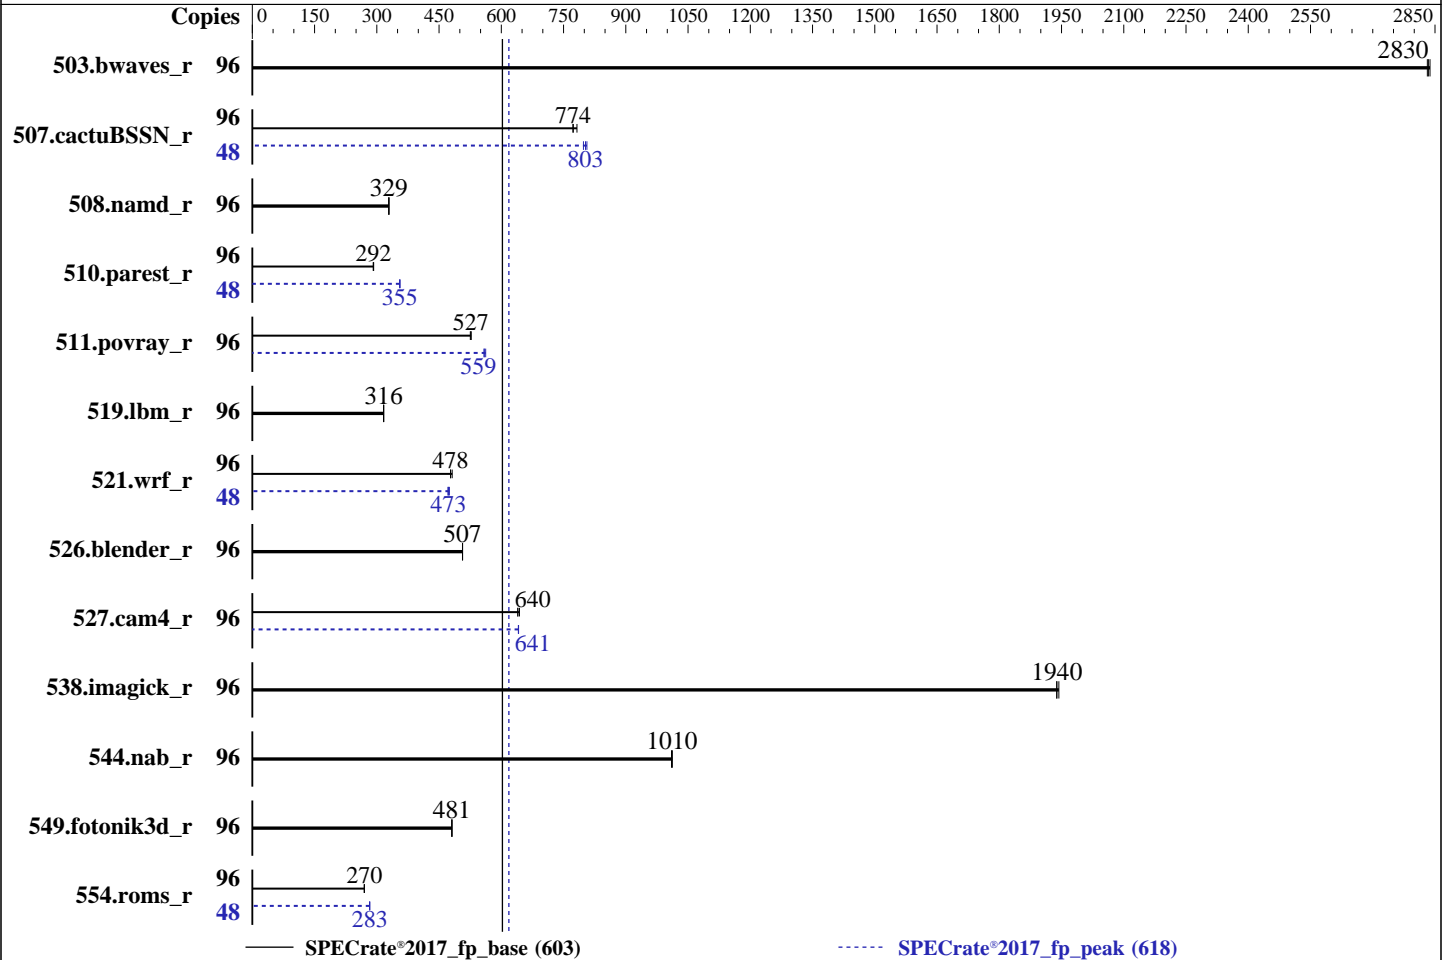 Copies 0 150 300 450 600 750 900 1050 1200 1350 1500 1650 1800 1950 2100 2250 2400 2550 2850
503.bwaves_r 96 2830
507.cactuBSSN_r 96 774
48 803
508.namd_r 96 329
510.parest_r 96 292
48 355
511.povray_r 96 527
559
519.lbm_r 96 316
521.wrf_r 96 478
48 473
526.blender_r 96 507
527.cam4_r 96 640
641
538.imagick_r 96 1940
544.nab_r 96 1010
549.fotonik3d_r 96 481
554.roms_r 96 270
48 283
SPECrate®2017_fp_base (603) SPECrate®2017_fp_peak (618)